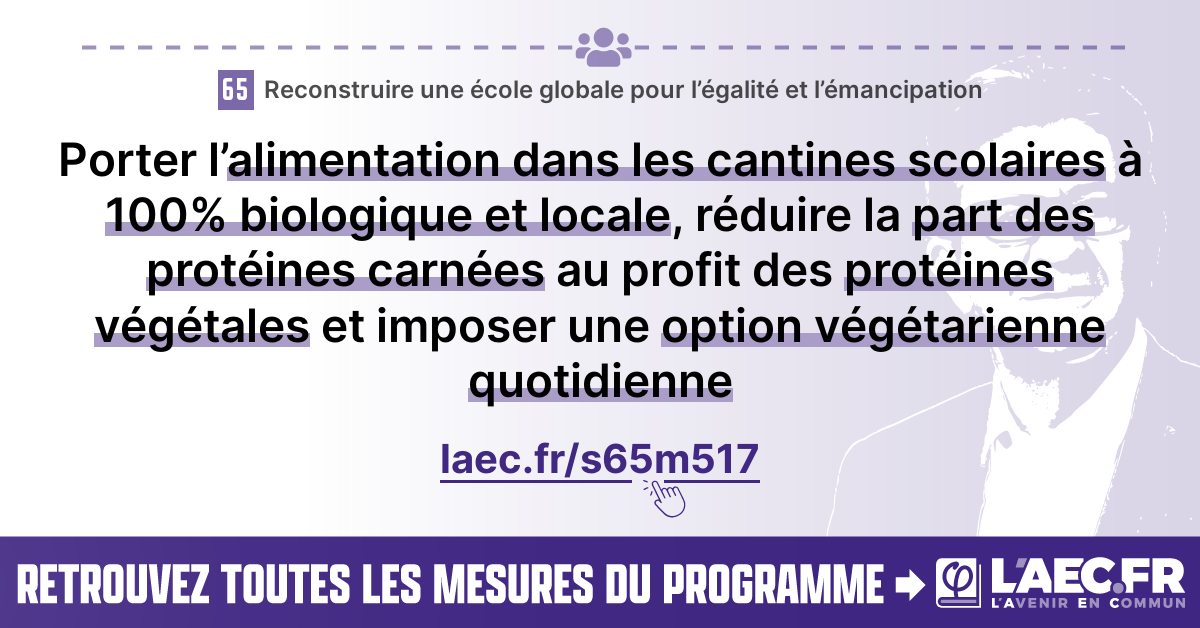 65 Reconstruire une école globale pour l’égalité et l’émancipation
Porter l’alimentation dans les cantines scolaires à
100% biologique et locale, réduire la part des
protéines carnées au profit des protéines
végétales et imposer une option végétarienne
quotidienne
laec.fr/s65m517
RETROUVEZ TOUTES LES MESURES DU PROGRAMME
L'AEC.FR
L'AVENIR EN COMMUN